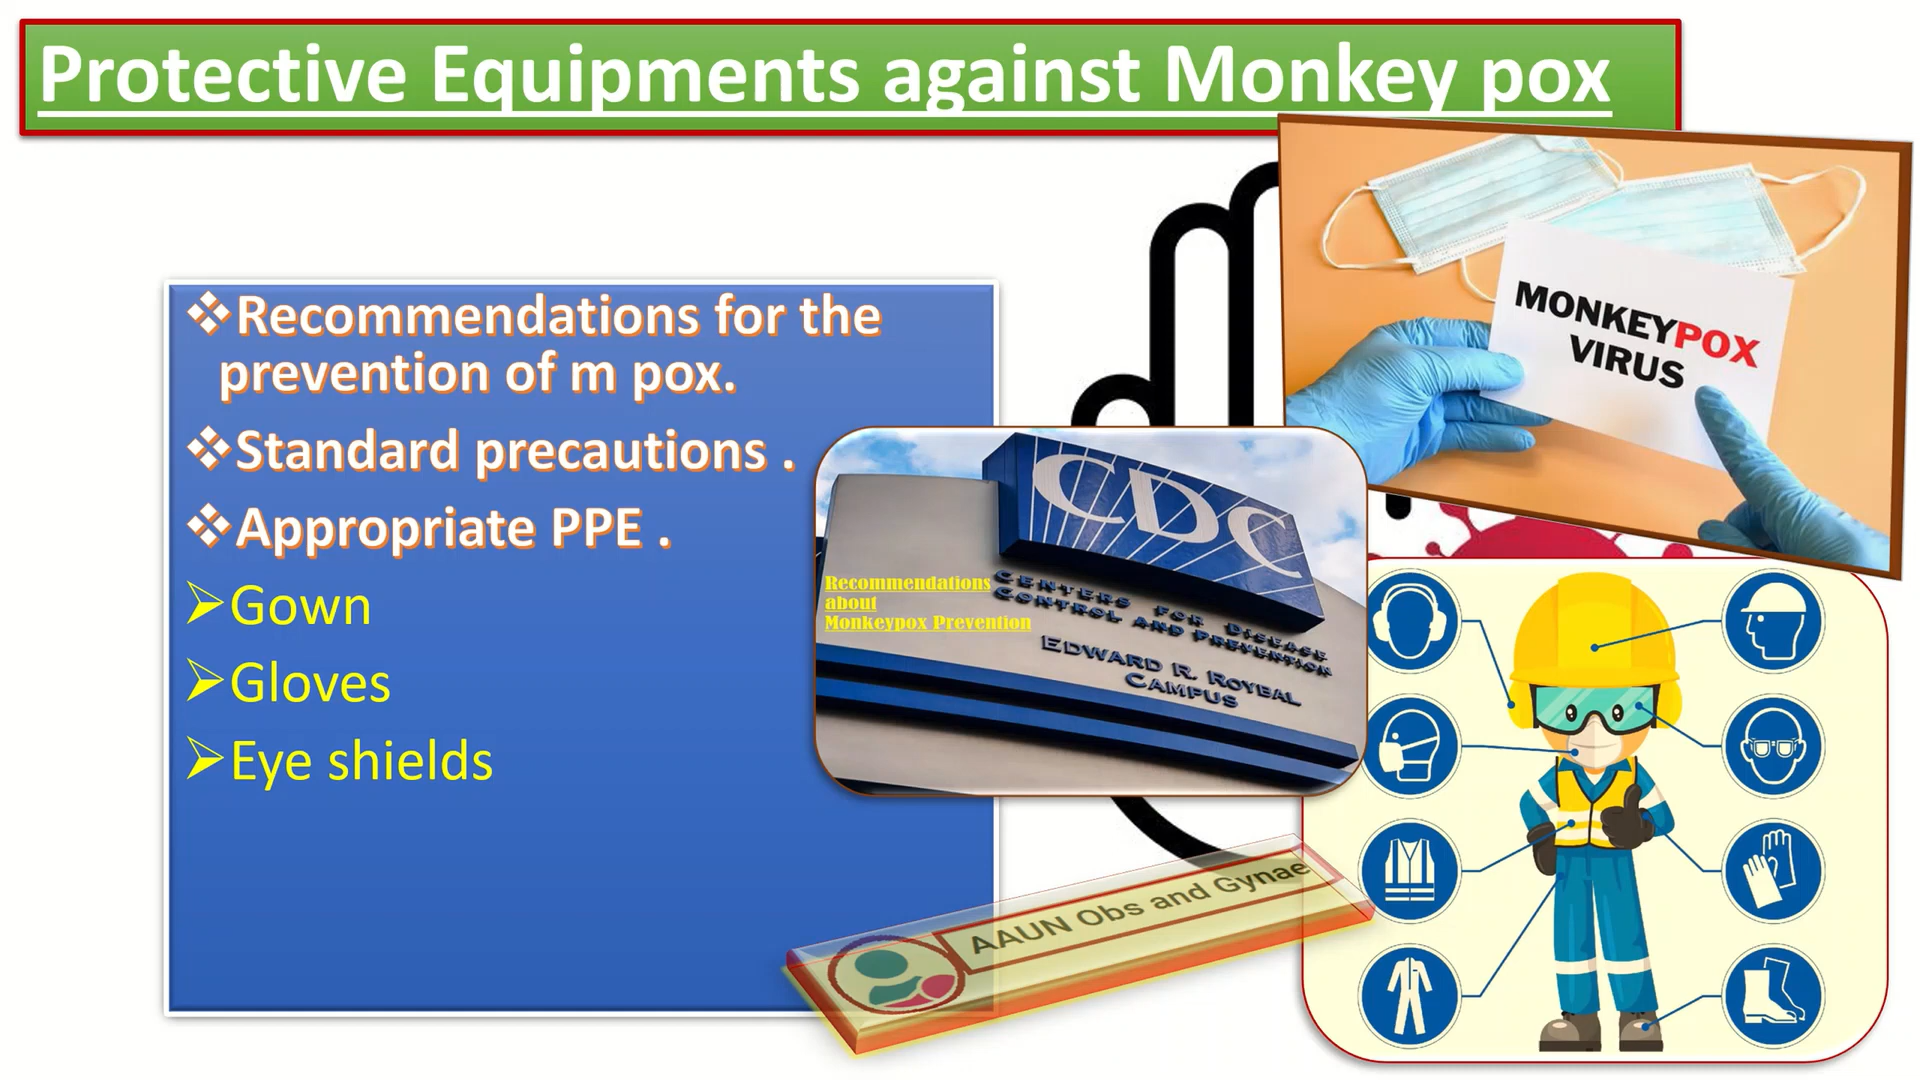 Protective Equipments against Monkey pox
❖Recommendations for the
prevention of m pox.
❖Standard precautions .
❖Appropriate PPE .
➢Gown
➢Gloves
➢Eye shields
MONKEYPOX
VIRUS
CDC
CENTERS FOR DISEASE
CONTROL AND PREVENTION
EDWARD R. ROYBAL
CAMPUS
Recommendations
about
Monkeypox Prevention
AAUN Obs and Gynae